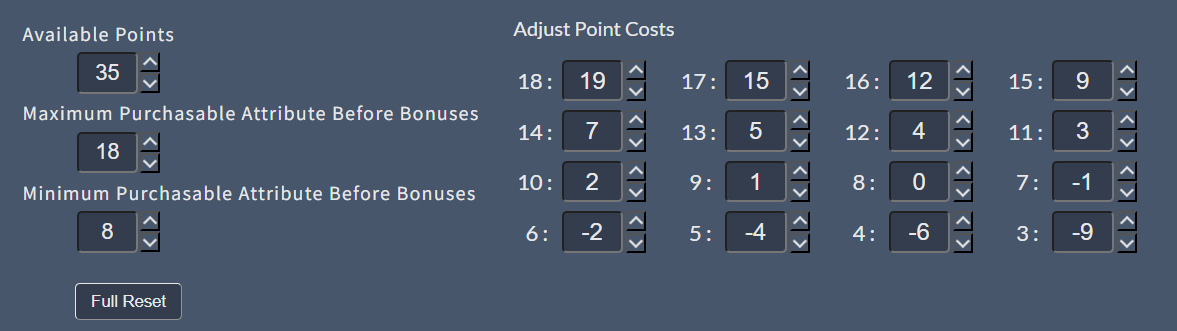 Available Points
35
Maximum Purchasable Attribute Before Bonuses
18
Minimum Purchasable Attribute Before Bonuses
8
Full Reset
Adjust Point Costs
18 : 19 17 : 15 16 : 12 15 : 9
14 : 7 13 : 5 12 : 4 11 : 3
10 : 2 9 : 1 8 : 0 7 : -1
6 : -2 5 : -4 4 : -6 3 : -9